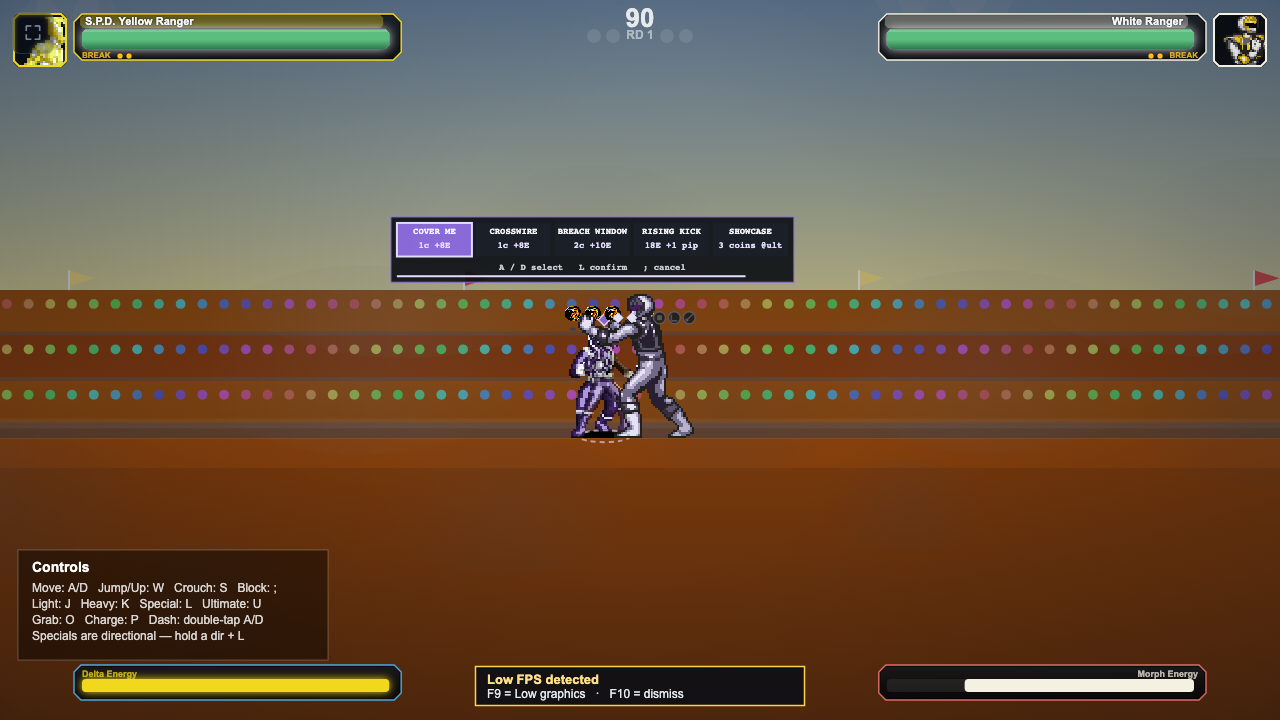 S.P.D. Yellow Ranger
BREAK
90
RD 1
White Ranger
BREAK
COVER ME CROSSWIRE BREACH WINDOW RISING KICK SHOWCASE
1c +8E 1c +8E 2c +10E 18E +1 pip 3 coins @ult
A / D select L confirm ; cancel
Controls
Move: A/D Jump/Up: W Crouch: S Block: ;
Light: J Heavy: K Special: L Ultimate: U
Grab: O Charge: P Dash: double-tap A/D
Specials are directional — hold a dir + L
Delta Energy
Low FPS detected
F9 = Low graphics · F10 = dismiss
Morph Energy